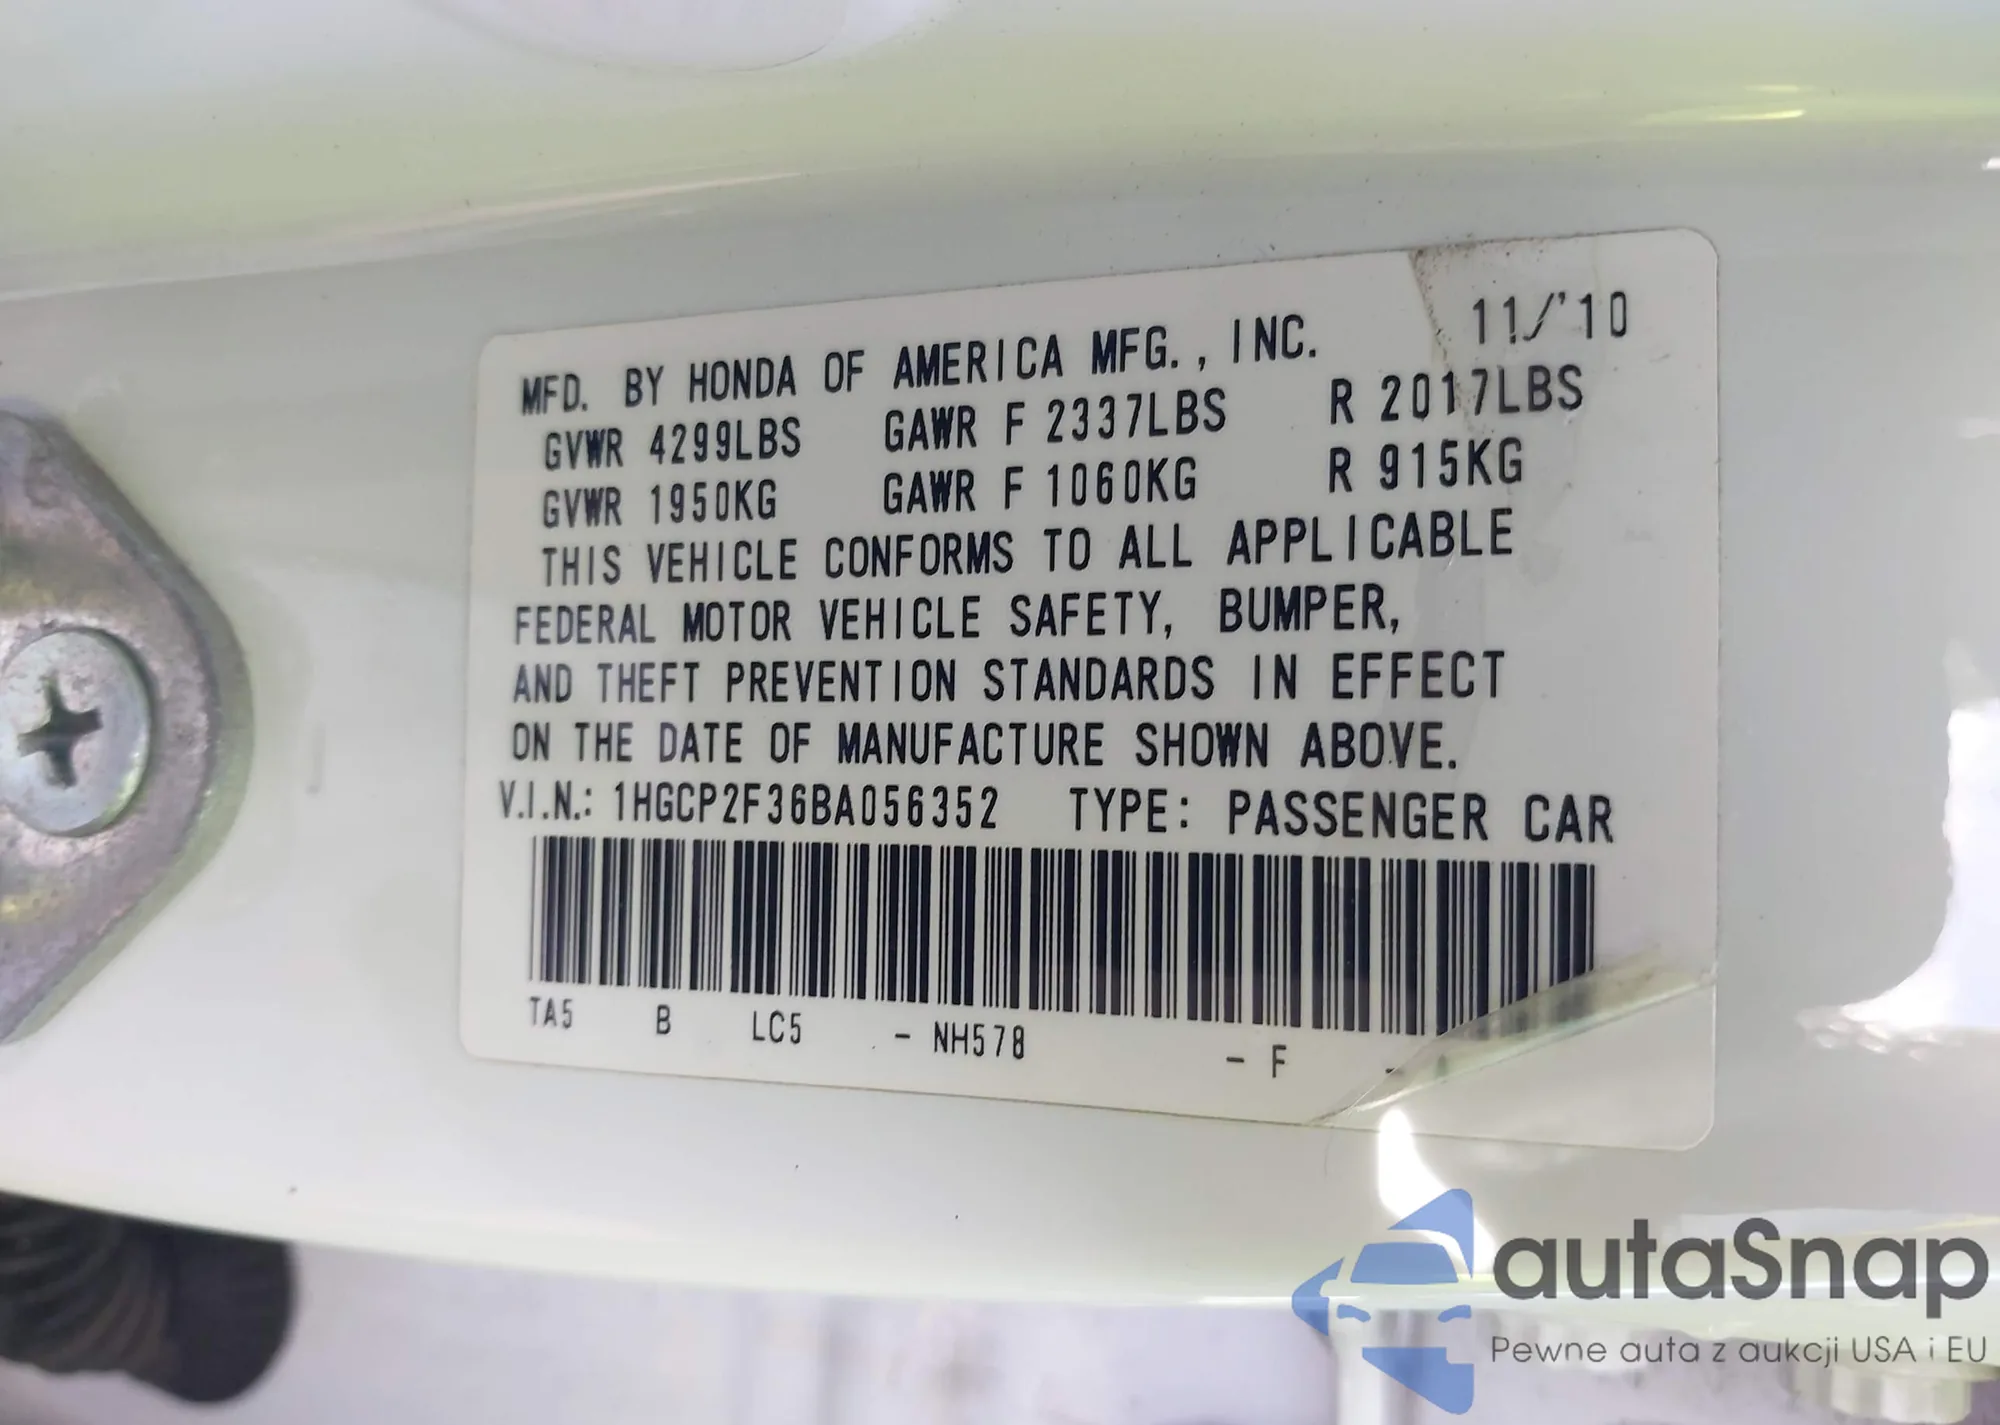 MFD. BY HONDA OF AMERICA MFG., INC. 11/'10
GVWR 4299LBS GAWR F 2337LBS R 2017LBS
GVWR 1950KG GAWR F 1060KG R 915KG
THIS VEHICLE CONFORMS TO ALL APPLICABLE
FEDERAL MOTOR VEHICLE SAFETY, BUMPER,
AND THEFT PREVENTION STANDARDS IN EFFECT
ON THE DATE OF MANUFACTURE SHOWN ABOVE.
V.I.N.: 1HGCP2F36BA056352 TYPE: PASSENGER CAR
TA5 B LC5 - NH578 - F -
autaSnap
Pewne auta z aukcji USA i EU